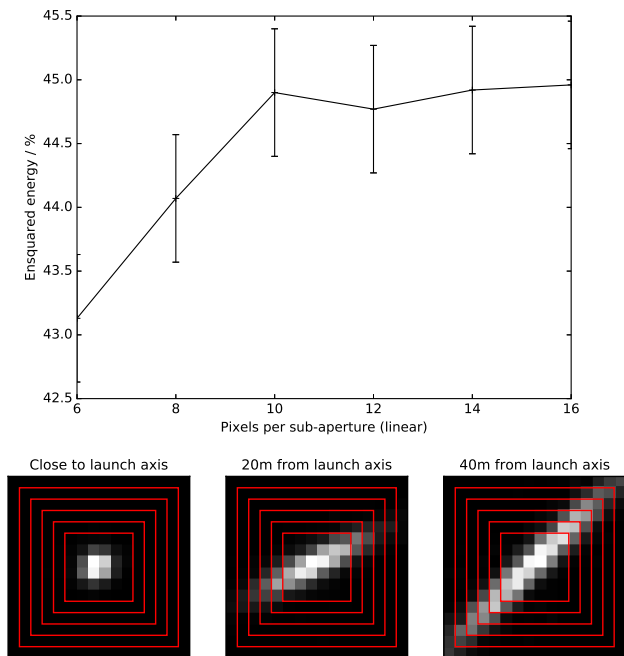 45.5
45.0
44.5
44.0
43.5
43.0
42.5
Ensquared energy / %
6 8 10 12 14 16
Pixels per sub-aperture (linear)
Close to launch axis
20m from launch axis
40m from launch axis